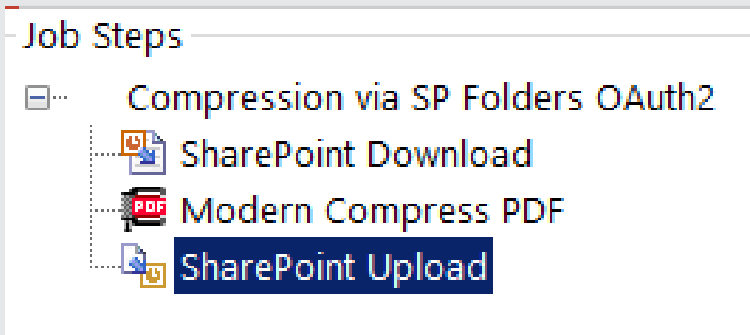 Job Steps
Compression via SP Folders OAuth2
SharePoint Download
PDF Modern Compress PDF
SharePoint Upload